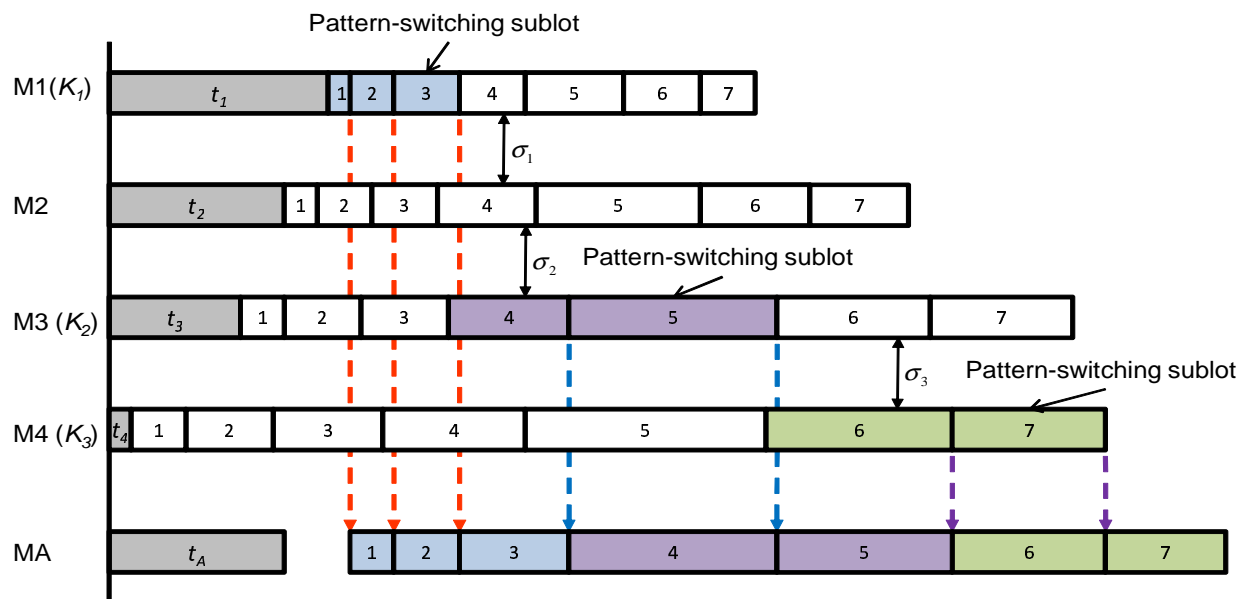 Pattern-switching sublot
M1(K₁) t₁ 1 2 3 4 5 6 7
σ₁
M2 t₂ 1 2 3 4 5 6 7
σ₂ Pattern-switching sublot
M3 (K₂) t₃ 1 2 3 4 5 6 7
σ₃ Pattern-switching sublot
M4 (K₃) t₄ 1 2 3 4 5 6 7
MA t_A 1 2 3 4 5 6 7